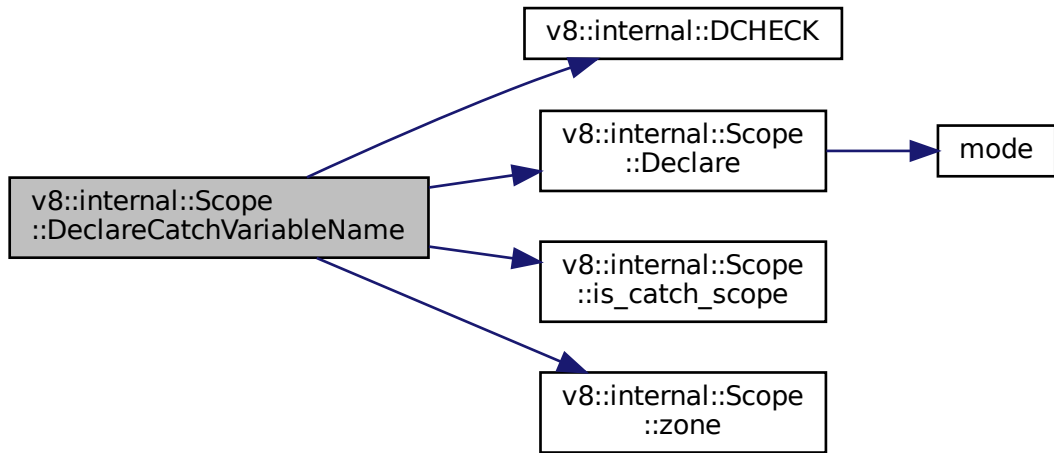 v8::internal::DCHECK
v8::internal::Scope
::Declare
mode
v8::internal::Scope
::DeclareCatchVariableName
v8::internal::Scope
::is_catch_scope
v8::internal::Scope
::zone